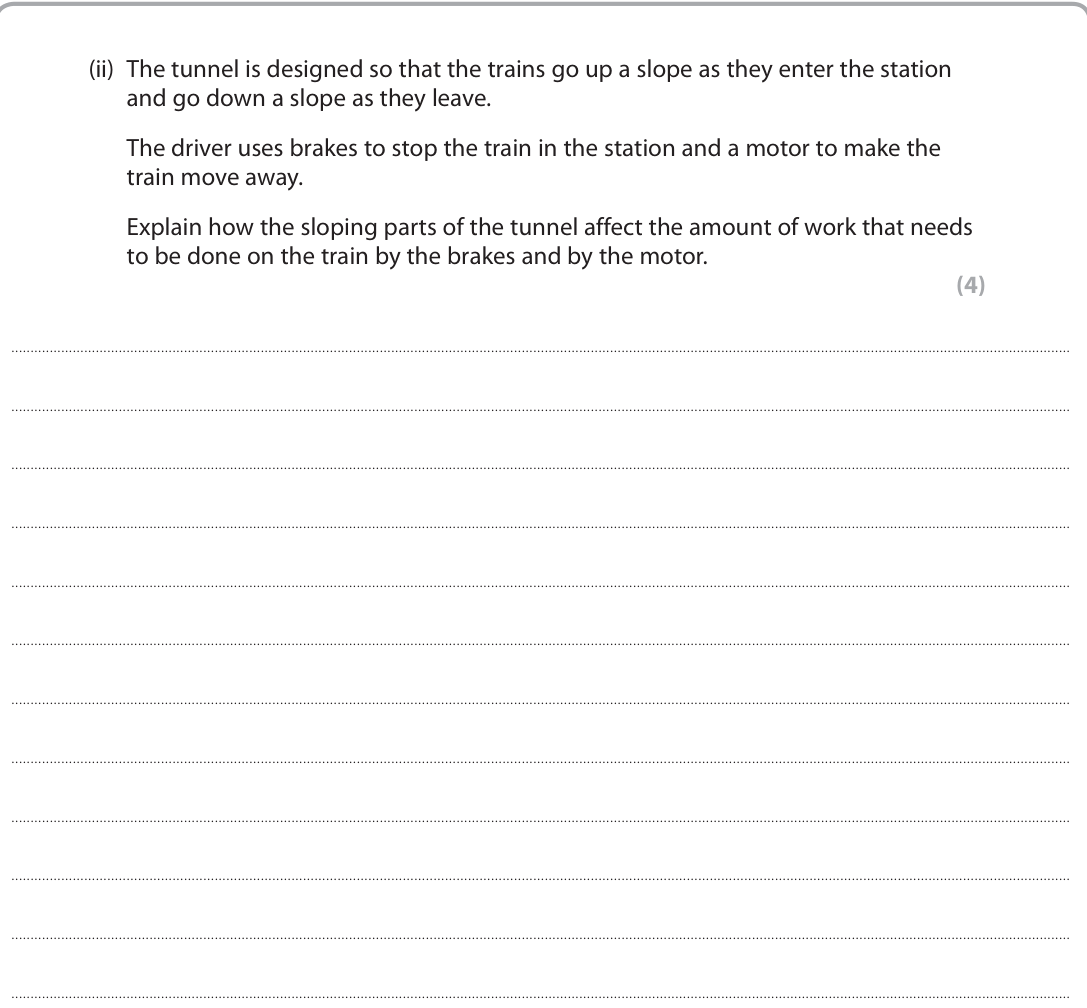 (ii) The tunnel is designed so that the trains go up a slope as they enter the station
and go down a slope as they leave.
The driver uses brakes to stop the train in the station and a motor to make the
train move away.
Explain how the sloping parts of the tunnel affect the amount of work that needs
to be done on the train by the brakes and by the motor.
(4)